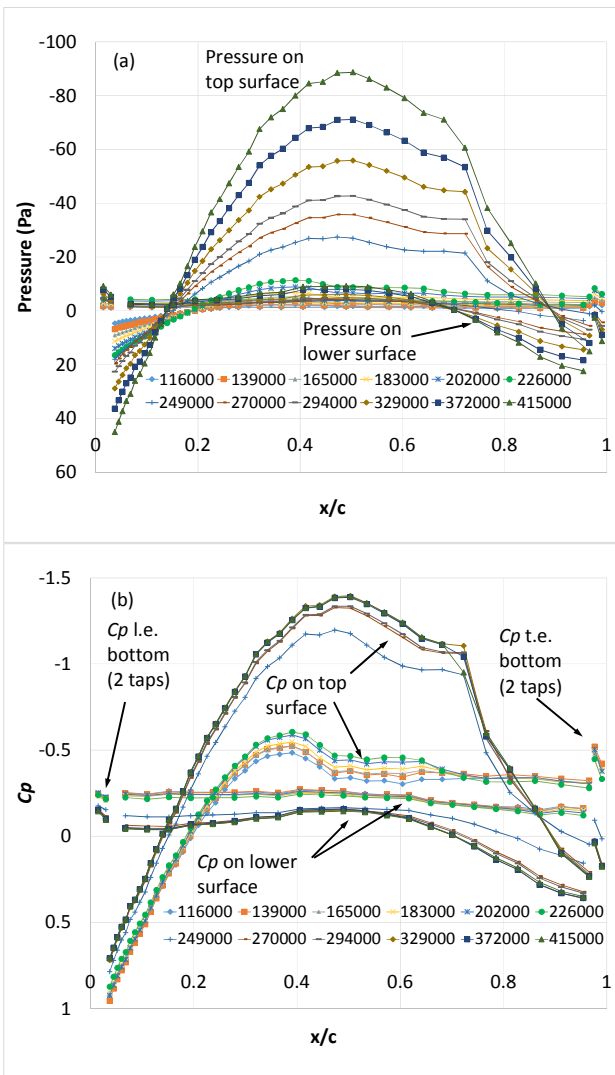 -100
(a)
Pressure on
top surface
-80
-60
-40
-20
0
20
40
60
Pressure (Pa)
Pressure on
lower surface
116000 139000 165000 183000 202000 226000
249000 270000 294000 329000 372000 415000
0 0.2 0.4 0.6 0.8 1
x/c
-1.5
(b)
Cp l.e.
bottom
(2 taps)
Cp t.e.
bottom
(2 taps)
-1
Cp on top
surface
-0.5
Cp
0
Cp on lower
surface
0.5
116000 139000 165000 183000 202000 226000
249000 270000 294000 329000 372000 415000
1
0 0.2 0.4 0.6 0.8 1
x/c